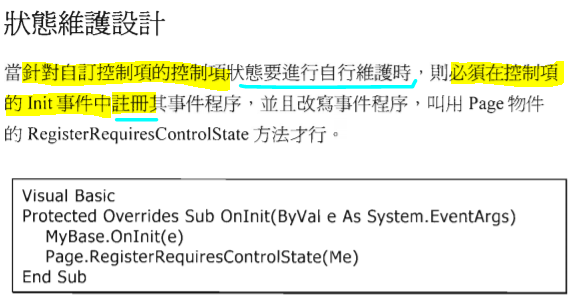 狀態維護設計
當針對自訂控制項的控制項狀態要進行自行維護時，則必須在控制項
的 Init 事件中註冊其事件程序，並且改寫事件程序，叫用 Page 物件
的 RegisterRequiresControlState 方法才行。
Visual Basic
Protected Overrides Sub OnInit(ByVal e As System.EventArgs)
MyBase.OnInit(e)
Page.RegisterRequiresControlState(Me)
End Sub